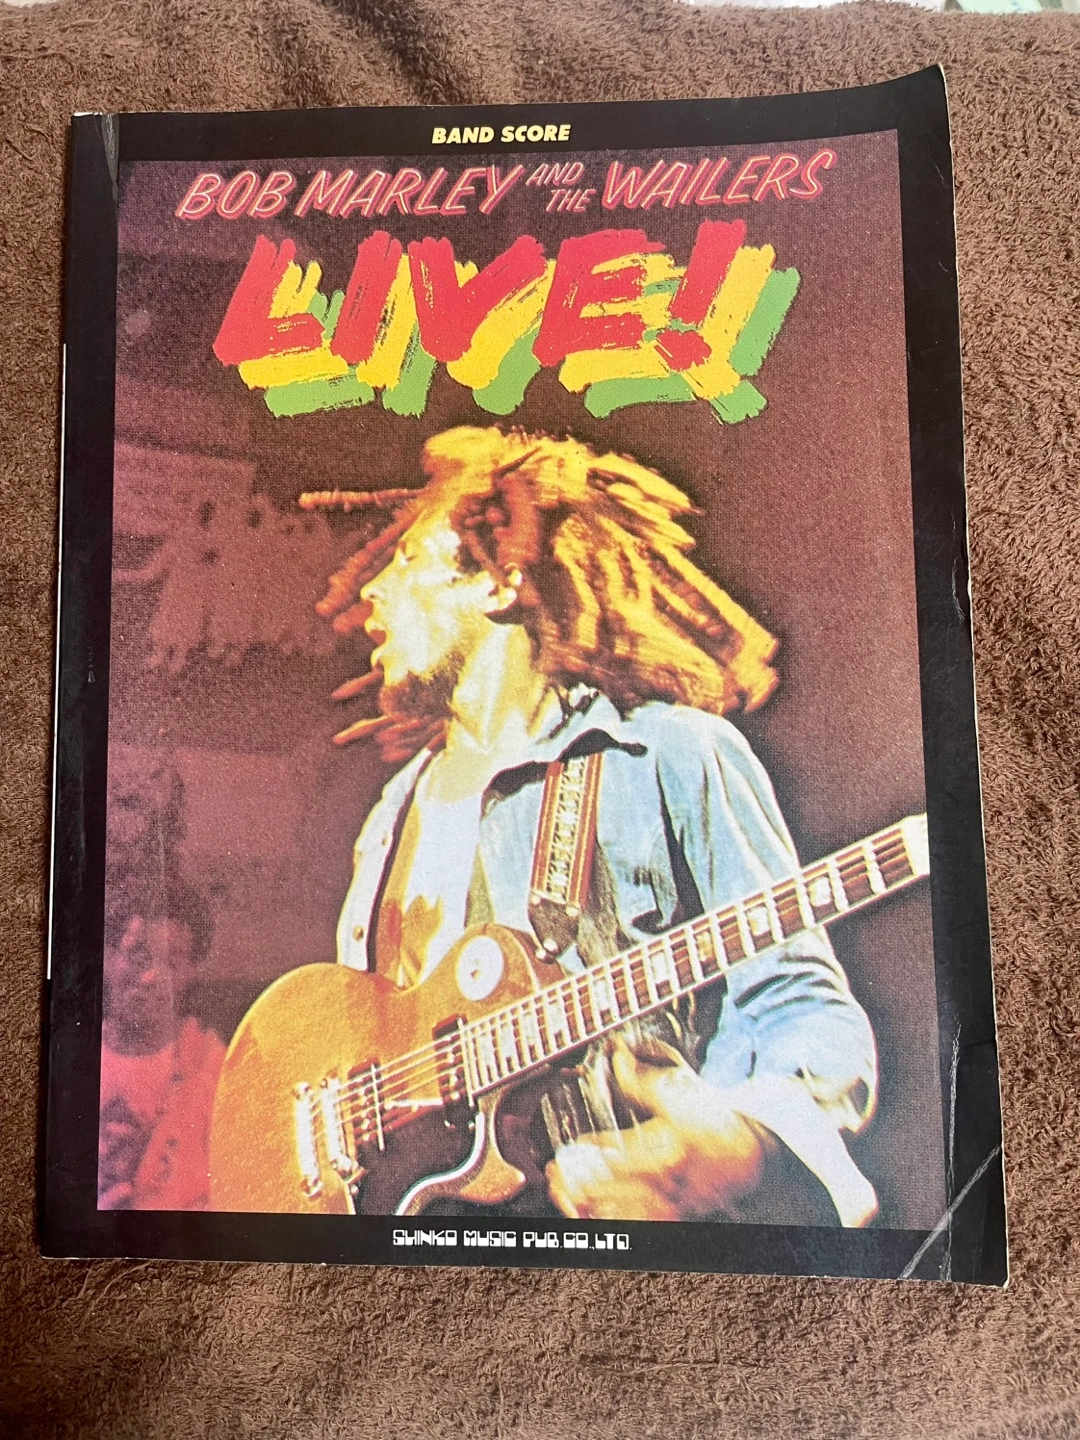 BAND SCORE
BOB MARLEY AND THE WAILERS
LIVE!
SHINKO MUSIC PUB.CO.,LTD.